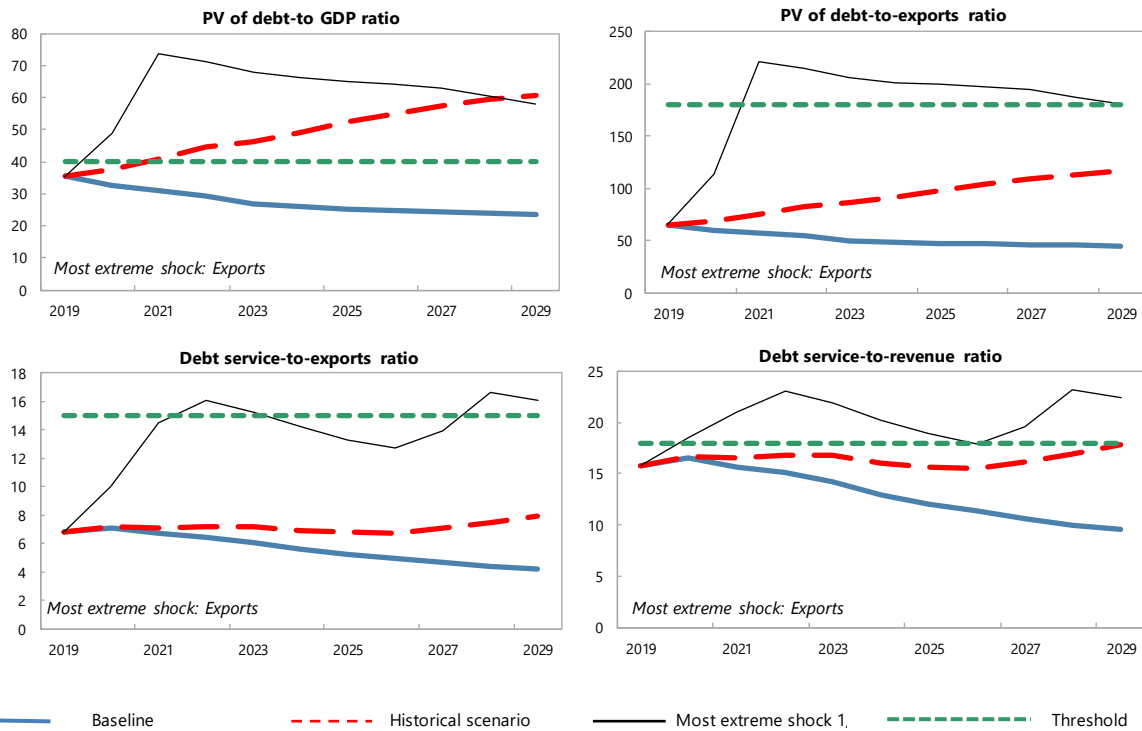 PV of debt-to GDP ratio
80
70
60
50
40
30
20
10
0
Most extreme shock: Exports
2019 2021 2023 2025 2027 2029
PV of debt-to-exports ratio
250
200
150
100
50
0
Most extreme shock: Exports
2019 2021 2023 2025 2027 2029
Debt service-to-exports ratio
18
16
14
12
10
8
6
4
2
0
Most extreme shock: Exports
2019 2021 2023 2025 2027 2029
Debt service-to-revenue ratio
25
20
15
10
5
0
Most extreme shock: Exports
2019 2021 2023 2025 2027 2029
Baseline Historical scenario Most extreme shock 1, Threshold